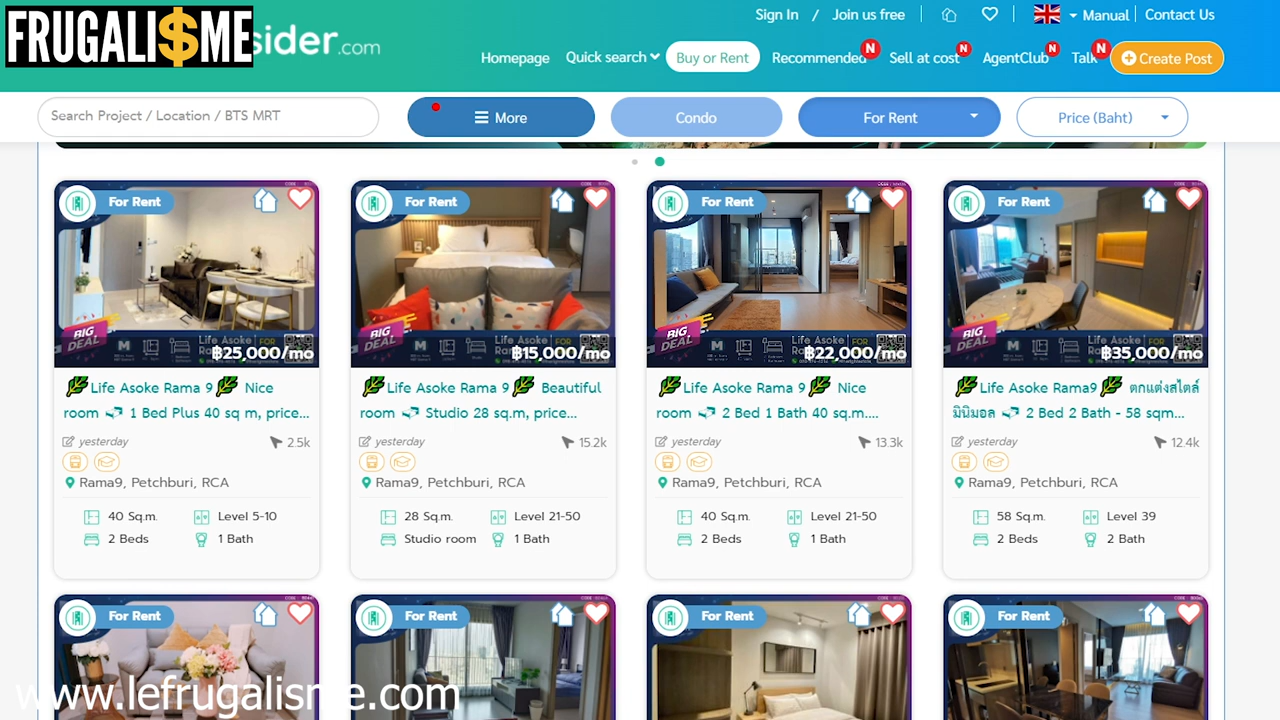 FRUGALI$ME
sider.com
Sign In / Join us free
Manual
Contact Us
Homepage
Quick search
Buy or Rent
Recommended N
Sell at cost N
AgentClub N
Talk N
Create Post
Search Project / Location / BTS MRT
More
Condo
For Rent
Price (Baht)
For Rent
BIG DEAL
Life Asoke
฿25,000/mo
Life Asoke Rama 9 Nice
room 1 Bed Plus 40 sq m, price...
yesterday 2.5k
Rama9, Petchburi, RCA
40 Sq.m. Level 5-10
2 Beds 1 Bath
For Rent
BIG DEAL
Life Asoke
฿15,000/mo
Life Asoke Rama 9 Beautiful
room Studio 28 sq.m, price...
yesterday 15.2k
Rama9, Petchburi, RCA
28 Sq.m. Level 21-50
Studio room 1 Bath
For Rent
BIG DEAL
Life Asoke
฿22,000/mo
Life Asoke Rama 9 Nice
room 2 Bed 1 Bath 40 sq.m....
yesterday 13.3k
Rama9, Petchburi, RCA
40 Sq.m. Level 21-50
2 Beds 1 Bath
For Rent
BIG DEAL
Life Asoke
฿35,000/mo
Life Asoke Rama9 ตกแต่งสไตล์
มินิมอล 2 Bed 2 Bath - 58 sqm...
yesterday 12.4k
Rama9, Petchburi, RCA
58 Sq.m. Level 39
2 Beds 2 Bath
For Rent
For Rent
For Rent
For Rent
www.lefrugalisme.com